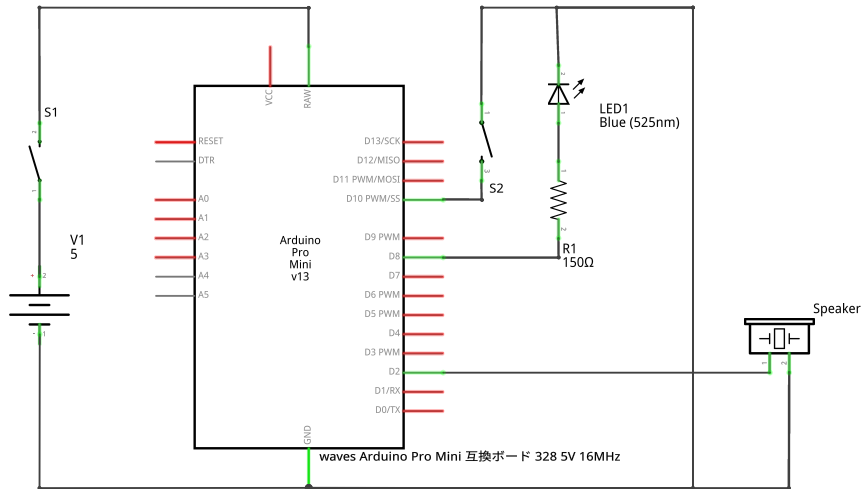 S1
V1
5
VCC
RAW
RESET
DTR
A0
A1
A2
A3
A4
A5
Arduino
Pro
Mini
v13
D13/SCK
D12/MISO
D11 PWM/MOSI
D10 PWM/SS
D9 PWM
D8
D7
D6 PWM
D5 PWM
D4
D3 PWM
D2
D1/RX
D0/TX
GND
waves Arduino Pro Mini 互換ボード 328 5V 16MHz
S2
LED1
Blue (525nm)
R1
150Ω
Speaker